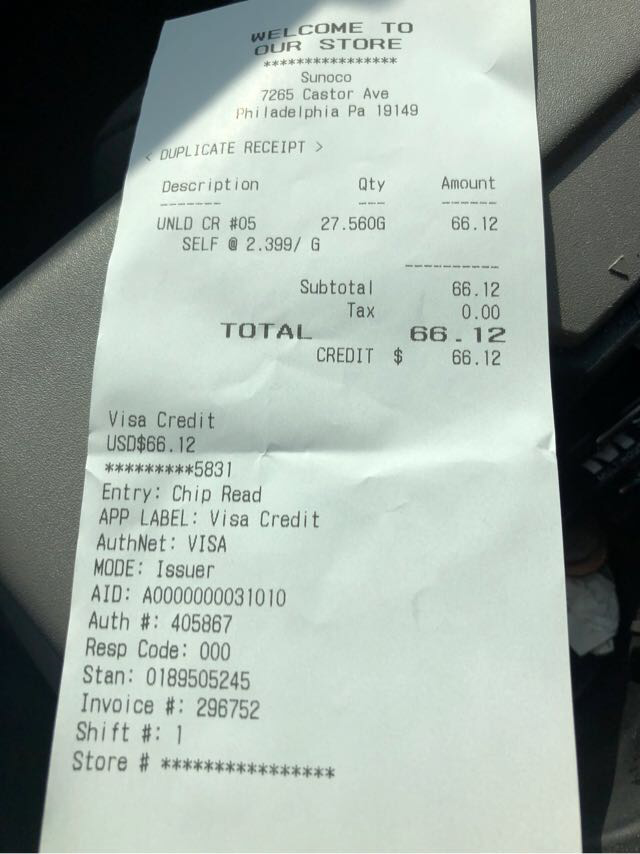 WELCOME TO
OUR STORE
****************
Sunoco
7265 Castor Ave
Philadelphia Pa 19149
< DUPLICATE RECEIPT >
Description Qty Amount
------- --- ------
UNLD CR #05 27.560G 66.12
SELF @ 2.399/ G
----------
Subtotal 66.12
Tax 0.00
TOTAL 66.12
CREDIT $ 66.12
Visa Credit
USD$66.12
*********5831
Entry: Chip Read
APP LABEL: Visa Credit
AuthNet: VISA
MODE: Issuer
AID: A0000000031010
Auth #: 405867
Resp Code: 000
Stan: 0189505245
Invoice #: 296752
Shift #: 1
Store # ****************